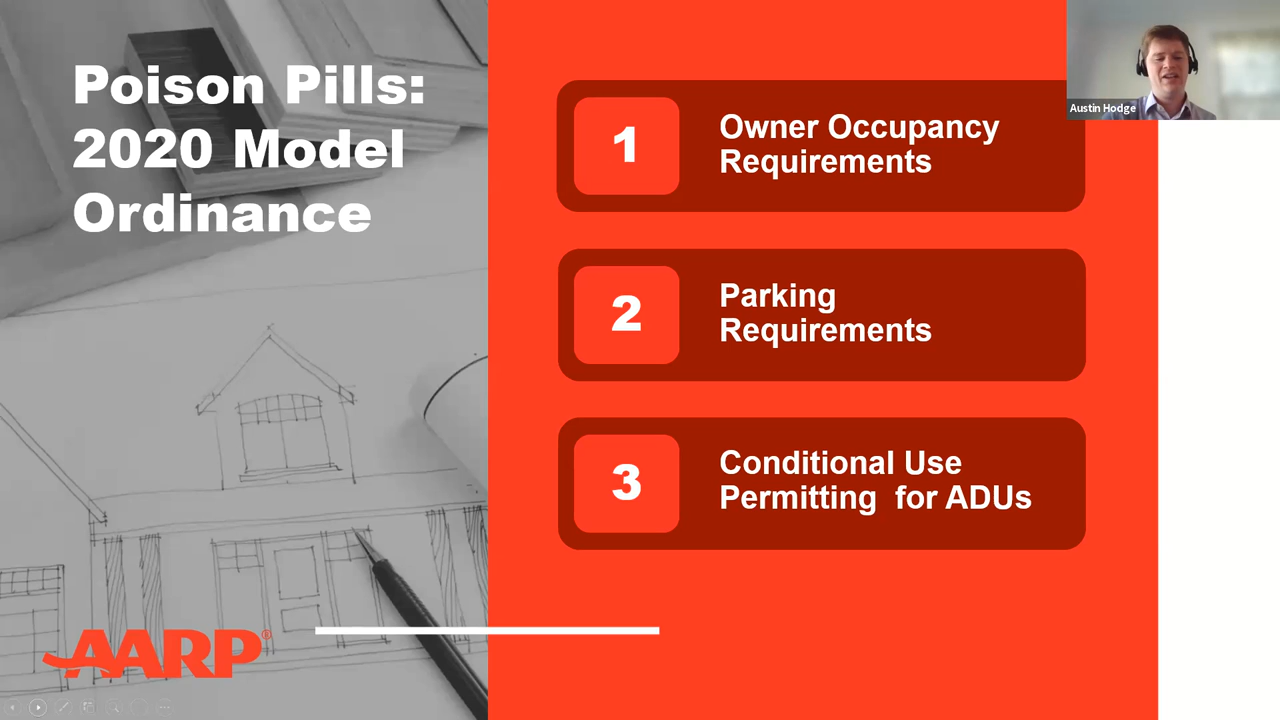 Poison Pills:
2020 Model
Ordinance
1
Owner Occupancy
Requirements
2
Parking
Requirements
3
Conditional Use
Permitting  for ADUs
Austin Hodge
AARP®